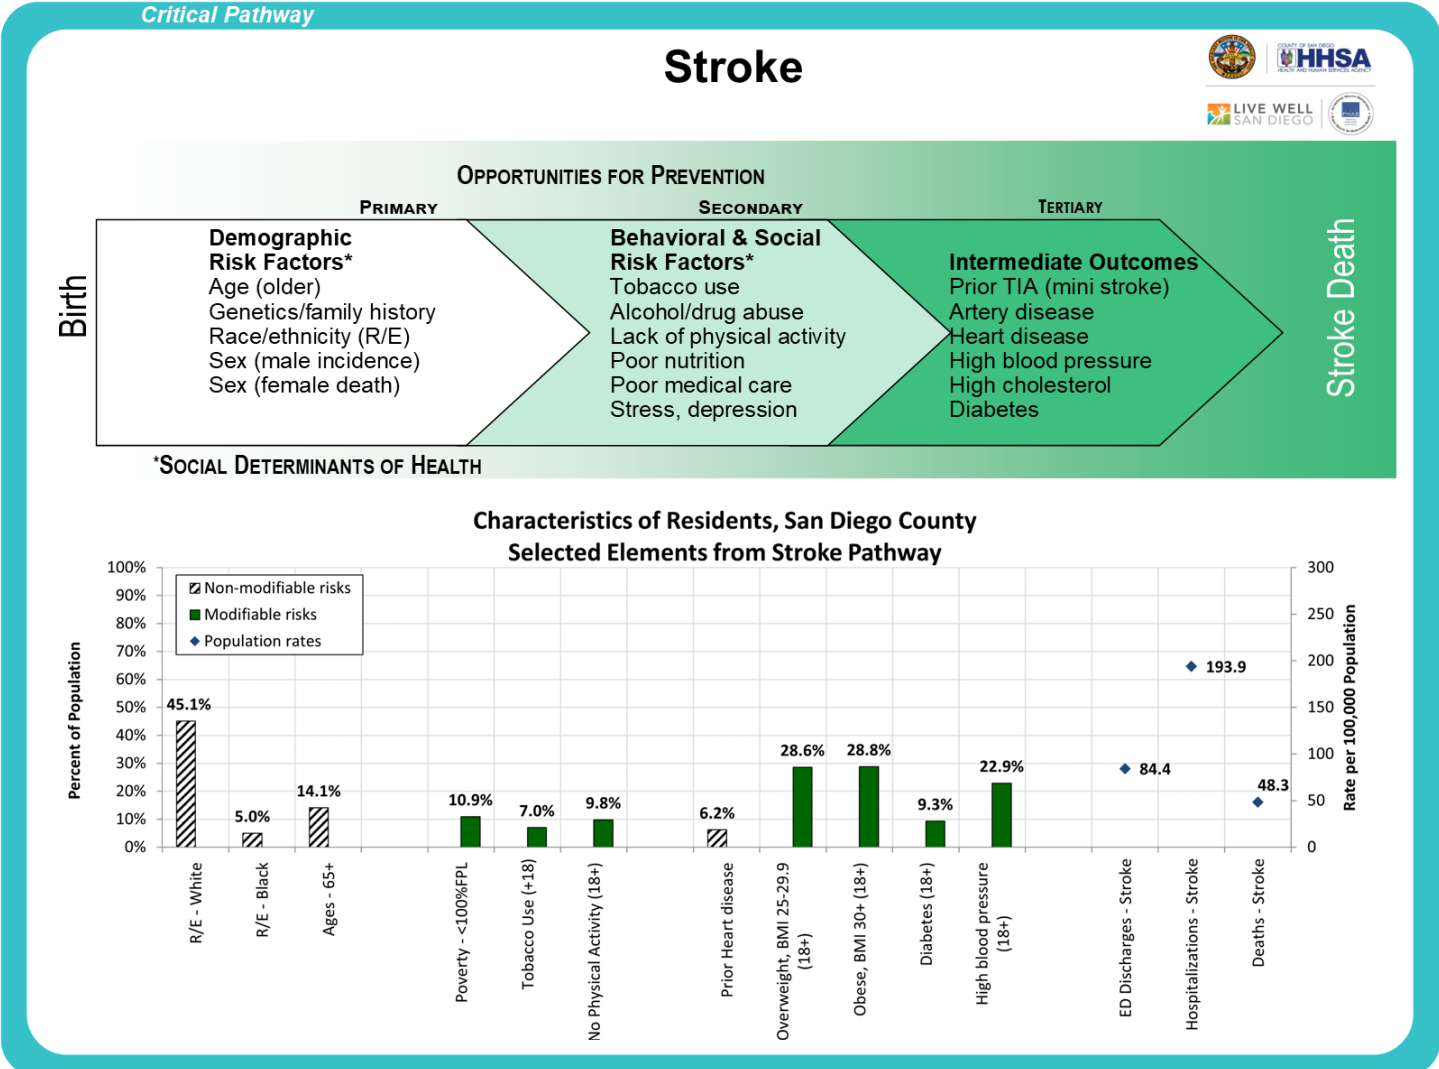 Critical Pathway
Stroke
COUNTY OF SAN DIEGO
HHSA
HEALTH AND HUMAN SERVICES AGENCY
LIVE WELL
SAN DIEGO
OPPORTUNITIES FOR PREVENTION
PRIMARY
SECONDARY
TERTIARY
Birth
Demographic
Risk Factors*
Age (older)
Genetics/family history
Race/ethnicity (R/E)
Sex (male incidence)
Sex (female death)
Behavioral & Social
Risk Factors*
Tobacco use
Alcohol/drug abuse
Lack of physical activity
Poor nutrition
Poor medical care
Stress, depression
Intermediate Outcomes
Prior TIA (mini stroke)
Artery disease
Heart disease
High blood pressure
High cholesterol
Diabetes
Stroke Death
*SOCIAL DETERMINANTS OF HEALTH
Characteristics of Residents, San Diego County
Selected Elements from Stroke Pathway
Percent of Population
100%
90%
80%
70%
60%
50%
40%
30%
20%
10%
0%
Non-modifiable risks
Modifiable risks
Population rates
45.1%
5.0%
14.1%
10.9%
7.0%
9.8%
6.2%
28.6%
28.8%
9.3%
22.9%
84.4
193.9
48.3
300
250
200
150
100
50
0
Rate per 100,000 Population
R/E - White
R/E - Black
Ages - 65+
Poverty - <100%FPL
Tobacco Use (+18)
No Physical Activity (18+)
Prior Heart disease
Overweight, BMI 25-29.9
(18+)
Obese, BMI 30+ (18+)
Diabetes (18+)
High blood pressure
(18+)
ED Discharges - Stroke
Hospitalizations - Stroke
Deaths - Stroke